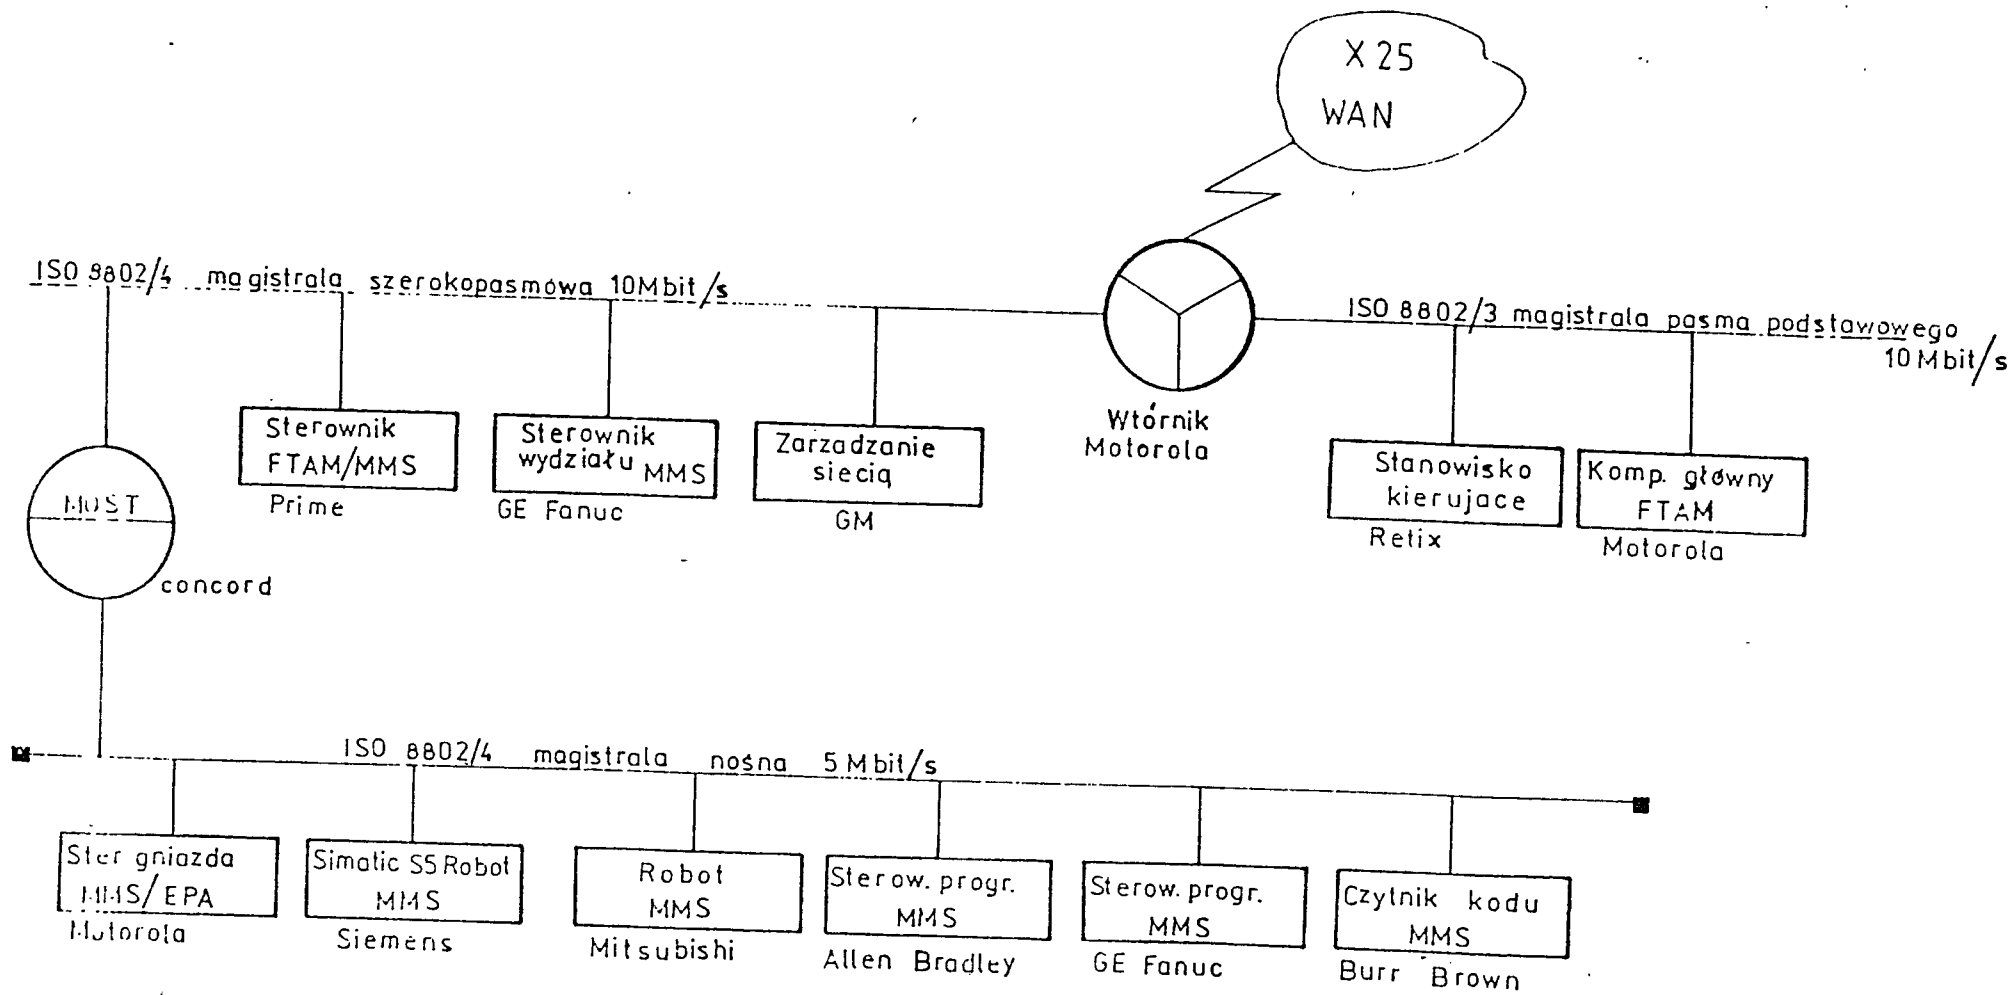 X 25
WAN
ISO 8802/4 magistrala szerokopasmowa 10Mbit/s
ISO 8802/3 magistrala pasma podstawowego
10 Mbit/s
Wtórnik
Motorola
Sterownik
FTAM/MMS
Prime
Sterownik
wydziału MMS
GE Fanuc
Zarzadzanie
siecią
GM
Stanowisko
kierujace
Retix
Komp. główny
FTAM
Motorola
MOST
concord
ISO 8802/4 magistrala nośna 5 Mbit/s
Ster gniazda
MMS/EPA
Motorola
Simatic S5 Robot
MMS
Siemens
Robot
MMS
Mitsubishi
Sterow. progr.
MMS
Allen Bradley
Sterow. progr.
MMS
GE Fanuc
Czytnik kodu
MMS
Burr Brown